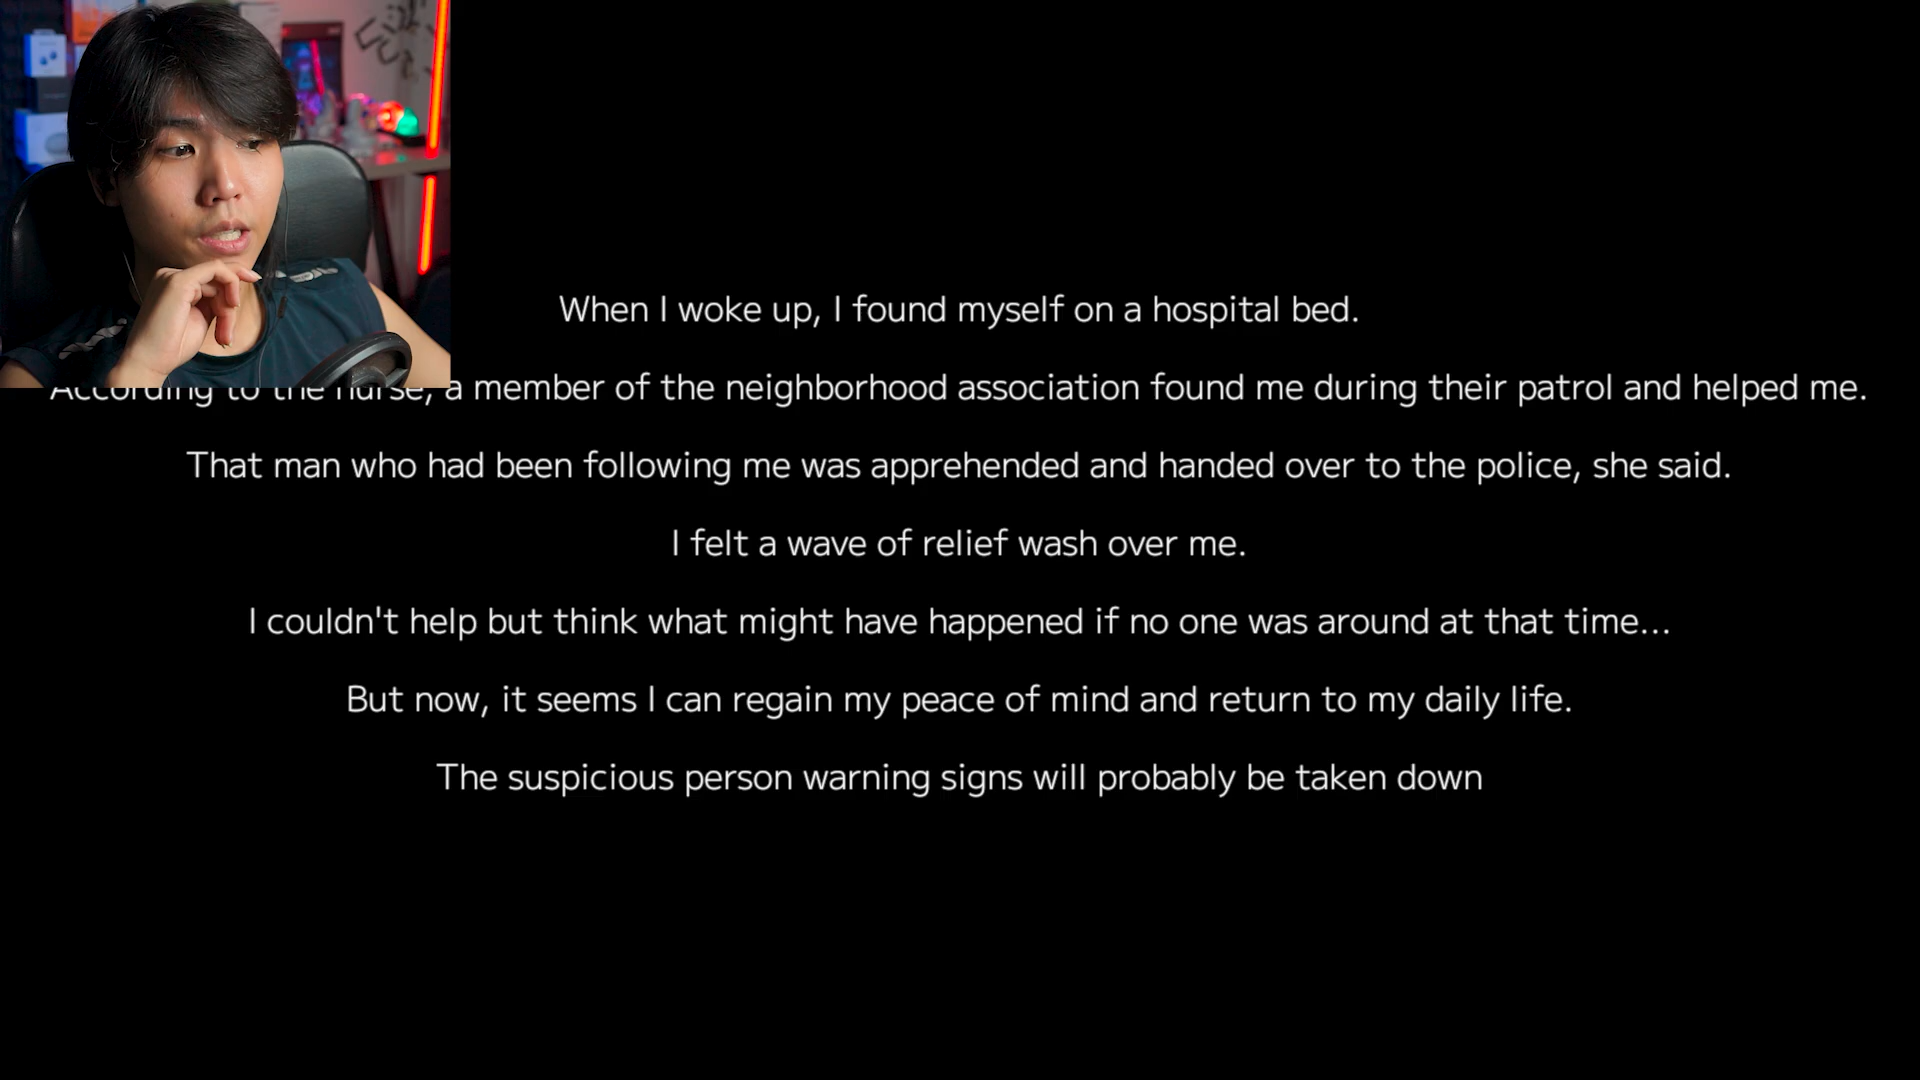 When I woke up, I found myself on a hospital bed.
According to the nurse, a member of the neighborhood association found me during their patrol and helped me.
That man who had been following me was apprehended and handed over to the police, she said.
I felt a wave of relief wash over me.
I couldn't help but think what might have happened if no one was around at that time...
But now, it seems I can regain my peace of mind and return to my daily life.
The suspicious person warning signs will probably be taken down